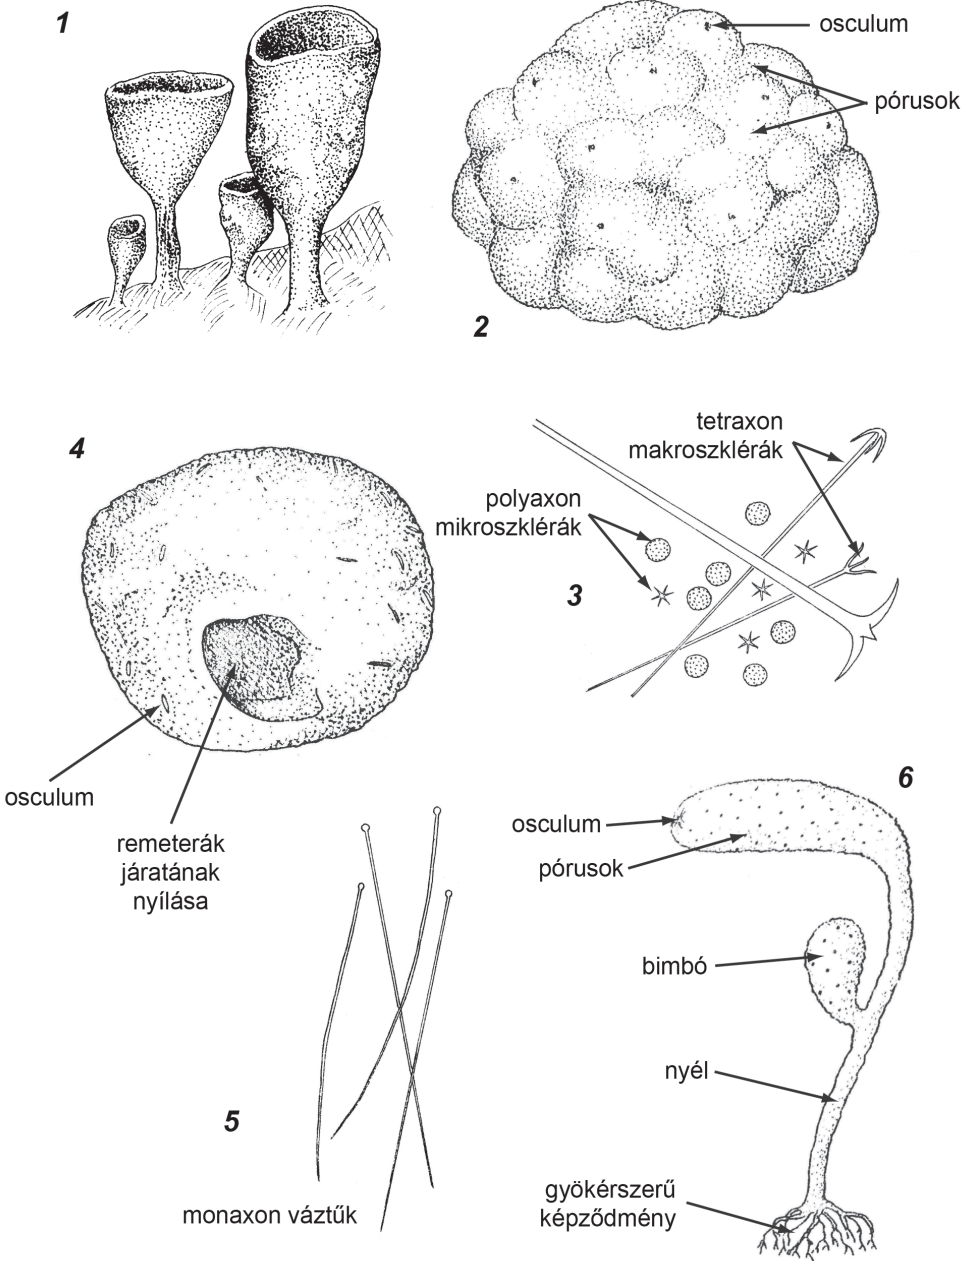 1
osculum
pórusok
2
4
tetraxon
makroszklérák
polyaxon
mikroszklérák
3
osculum
remeterák
járatának
nyílása
6
osculum
pórusok
bimbó
nyél
5
gyökérszerű
képződmény
monaxon váztűk